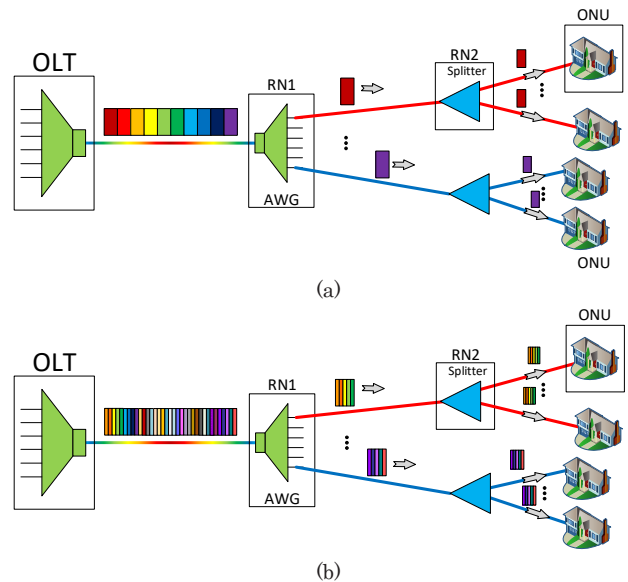 ONU
OLT
RN2
Splitter
RN1
AWG
ONU
(a)
ONU
OLT
RN2
Splitter
RN1
AWG
(b)